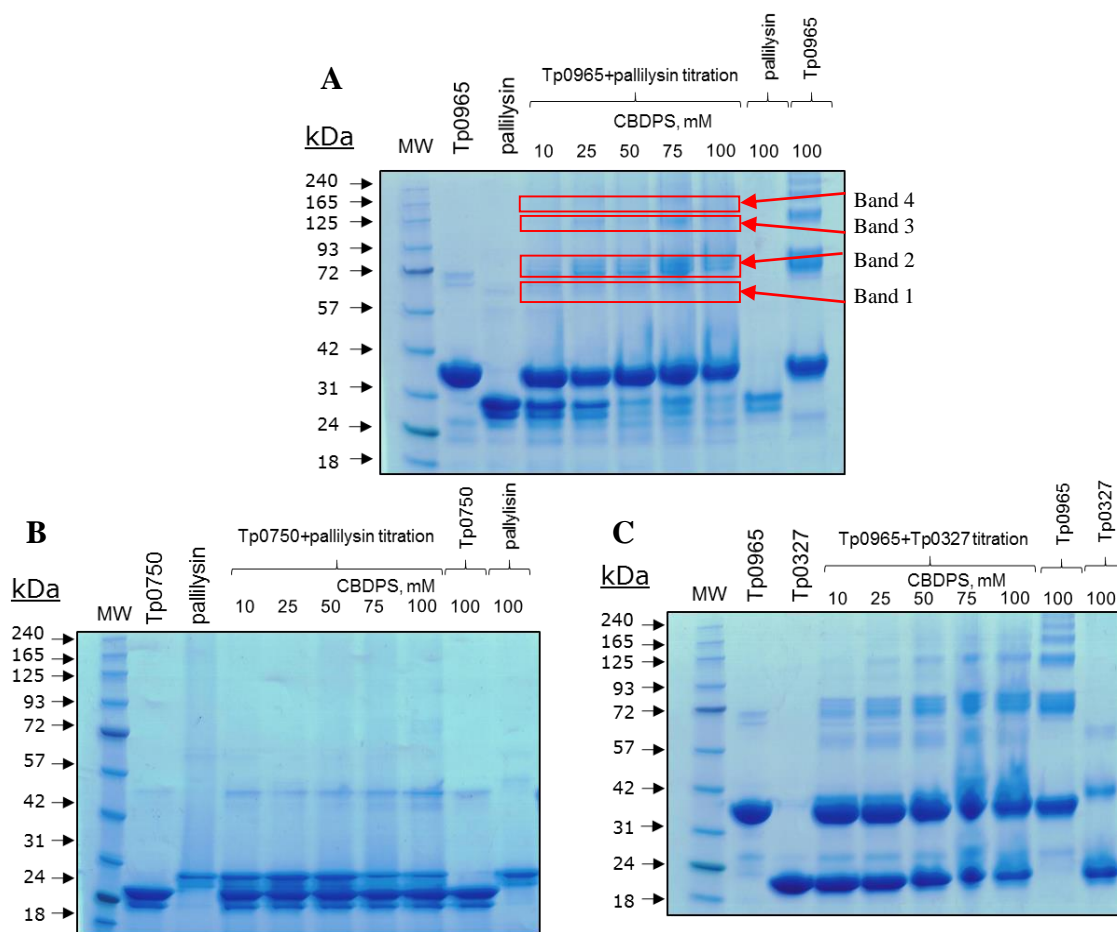 A
Tp0965+pallilysin titration
pallilysin
Tp0965
Tp0965
pallilysin
CBDPS, mM
kDa
MW
10 25 50 75 100 100 100
240
165
125
93
72
57
42
31
24
18
Band 4
Band 3
Band 2
Band 1
B
Tp0750+pallilysin titration
Tp0750
pallylisin
Tp0750
pallilysin
CBDPS, mM
kDa
MW
10 25 50 75 100 100 100
240
165
125
93
72
57
42
31
24
18
C
Tp0965+Tp0327 titration
Tp0965
Tp0327
Tp0965
Tp0327
CBDPS, mM
kDa
MW
10 25 50 75 100 100 100
240
165
125
93
72
57
42
31
24
18